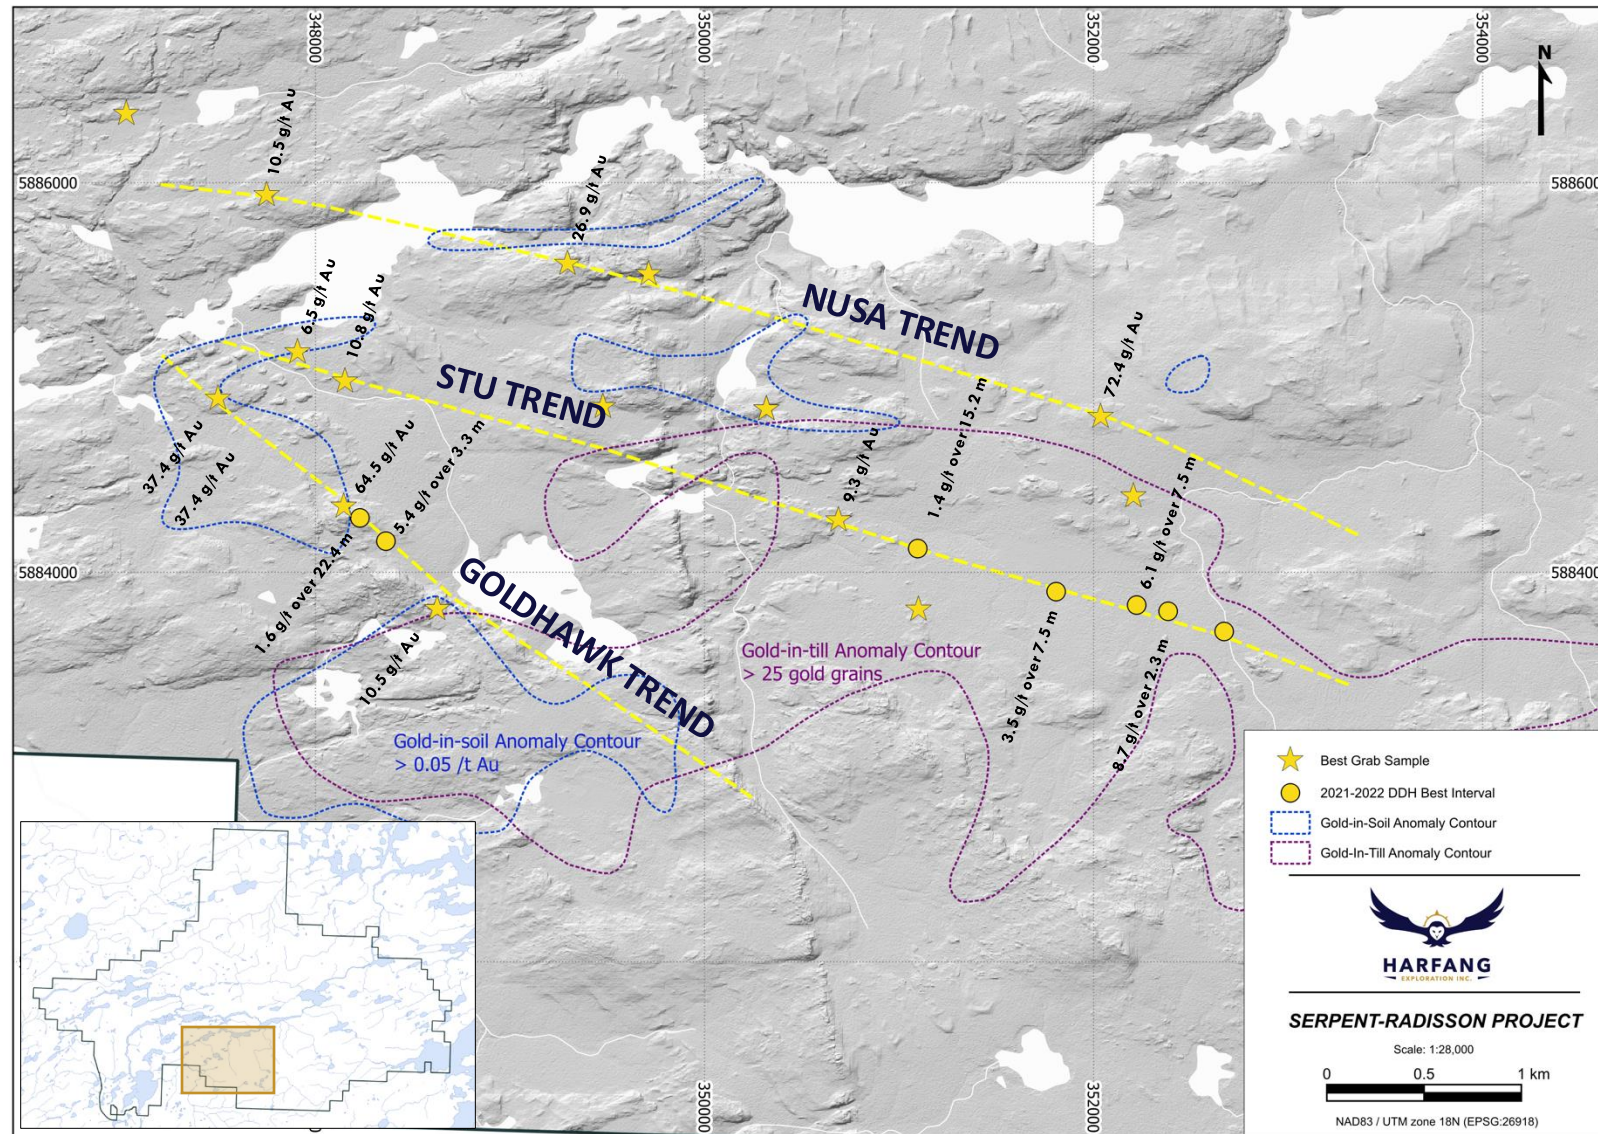 348000
350000
352000
354000
N
10.5 g/t Au
5886000
588600
26.9 g/t Au
6.5 g/t Au
10.8 g/t Au
NUSA TREND
72.4 g/t Au
STU TREND
1.4 g/t over 15.2 m
37.4 g/t Au
37.4 g/t Au
64.5 g/t Au
5.4 g/t over 3.3 m
9.3 g/t Au
6.1 g/t over 7.5 m
5884000
588400
1.6 g/t over 22.4 m
GOLDHAWK TREND
10.5 g/t Au
Gold-in-till Anomaly Contour
> 25 gold grains
3.5 g/t over 7.5 m
8.7 g/t over 2.3 m
Gold-in-soil Anomaly Contour
> 0.05 /t Au
Best Grab Sample
2021-2022 DDH Best Interval
Gold-in-Soil Anomaly Contour
Gold-In-Till Anomaly Contour
HARFANG
EXPLORATION INC.
SERPENT-RADISSON PROJECT
Scale: 1:28,000
0 0.5 1 km
NAD83 / UTM zone 18N (EPSG:26918)
350000
352000